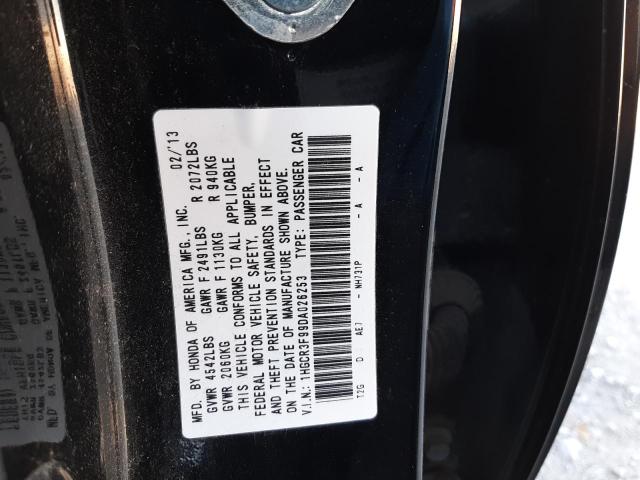 MFD. BY HONDA OF AMERICA MFG., INC. 02/'13
GVWR 4542LBS GAWR F 2491LBS R 2072LBS
GVWR 2060KG GAWR F 1130KG R 940KG
THIS VEHICLE CONFORMS TO ALL APPLICABLE
FEDERAL MOTOR VEHICLE SAFETY, BUMPER,
AND THEFT PREVENTION STANDARDS IN EFFECT
ON THE DATE OF MANUFACTURE SHOWN ABOVE.
V.I.N.: 1HGCR3F99DA026253 TYPE: PASSENGER CAR
T2G D AE7 - NH731P - A - A